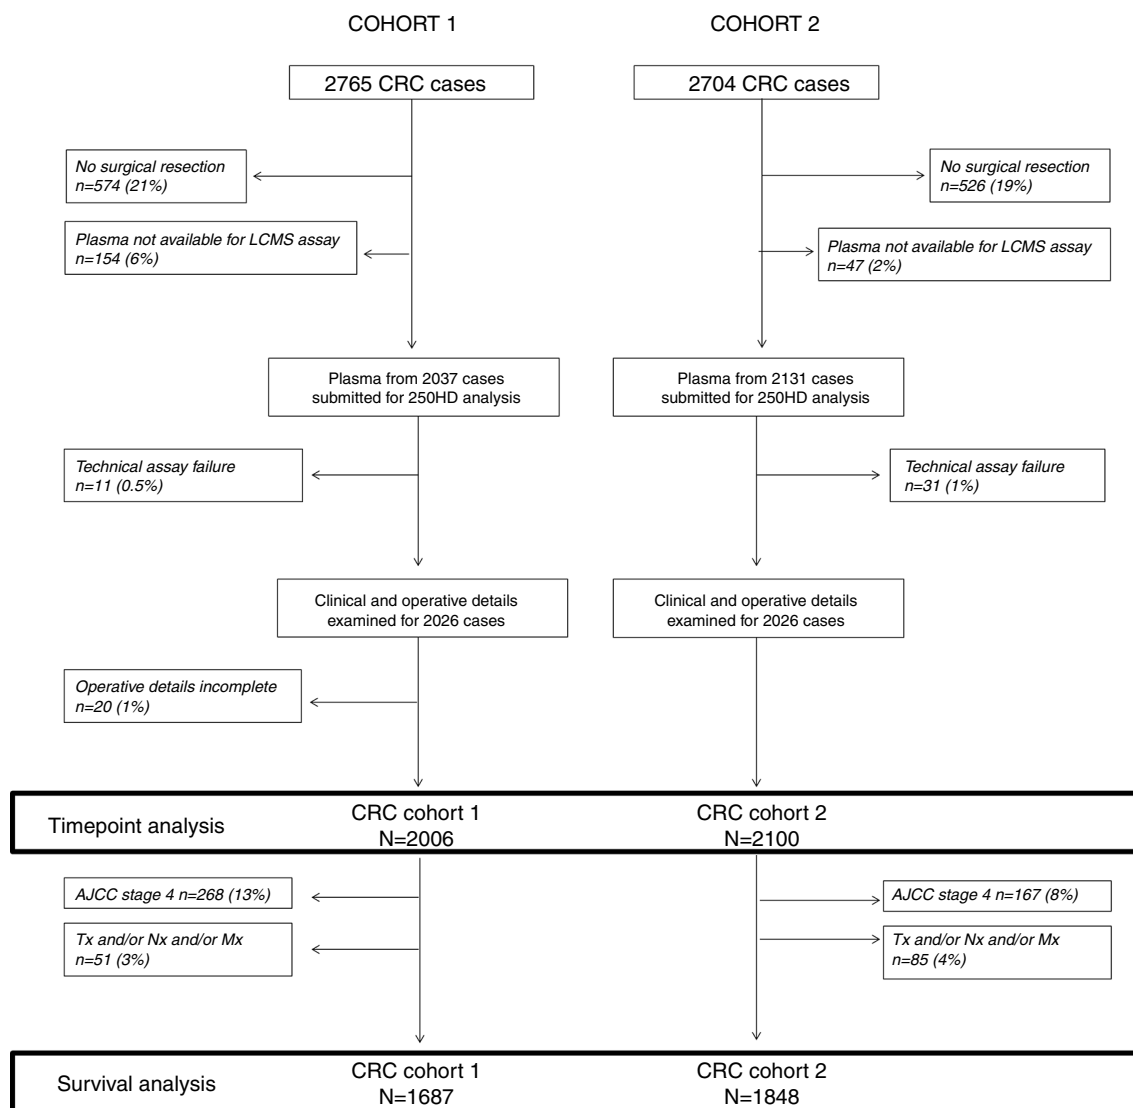 COHORT 1
COHORT 2
2765 CRC cases
2704 CRC cases
No surgical resection
n=574 (21%)
No surgical resection
n=526 (19%)
Plasma not available for LCMS assay
n=154 (6%)
Plasma not available for LCMS assay
n=47 (2%)
Plasma from 2037 cases
submitted for 250HD analysis
Plasma from 2131 cases
submitted for 250HD analysis
Technical assay failure
n=11 (0.5%)
Technical assay failure
n=31 (1%)
Clinical and operative details
examined for 2026 cases
Clinical and operative details
examined for 2026 cases
Operative details incomplete
n=20 (1%)
Timepoint analysis
CRC cohort 1
N=2006
CRC cohort 2
N=2100
AJCC stage 4 n=268 (13%)
AJCC stage 4 n=167 (8%)
Tx and/or Nx and/or Mx
n=51 (3%)
Tx and/or Nx and/or Mx
n=85 (4%)
Survival analysis
CRC cohort 1
N=1687
CRC cohort 2
N=1848